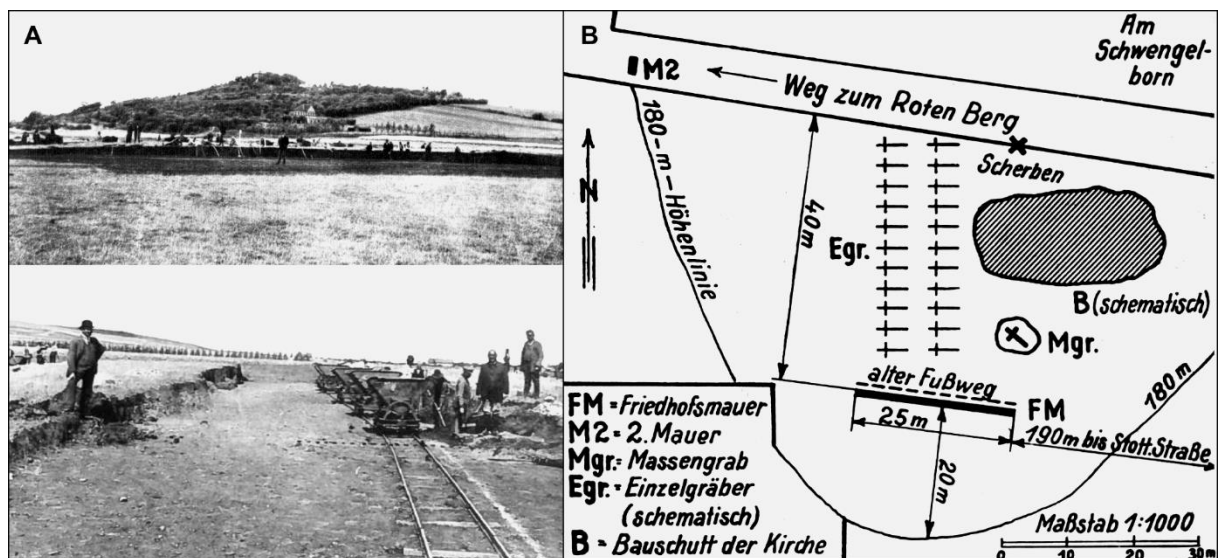 A
B
Am
Schwengel-
born
M2
Weg zum Roten Berg
Scherben
180-m-Höhenlinie
N
40m
Egr.
B (schematisch)
Mgr.
alter Fußweg
FM
25m
190m bis Stott. Straße
180m
20m
FM = Friedhofsmauer
M2 = 2. Mauer
Mgr. = Massengrab
Egr. = Einzelgräber
(schematisch)
B = Bauschutt der Kirche
Maßstab 1:1000
0 10 20 30m